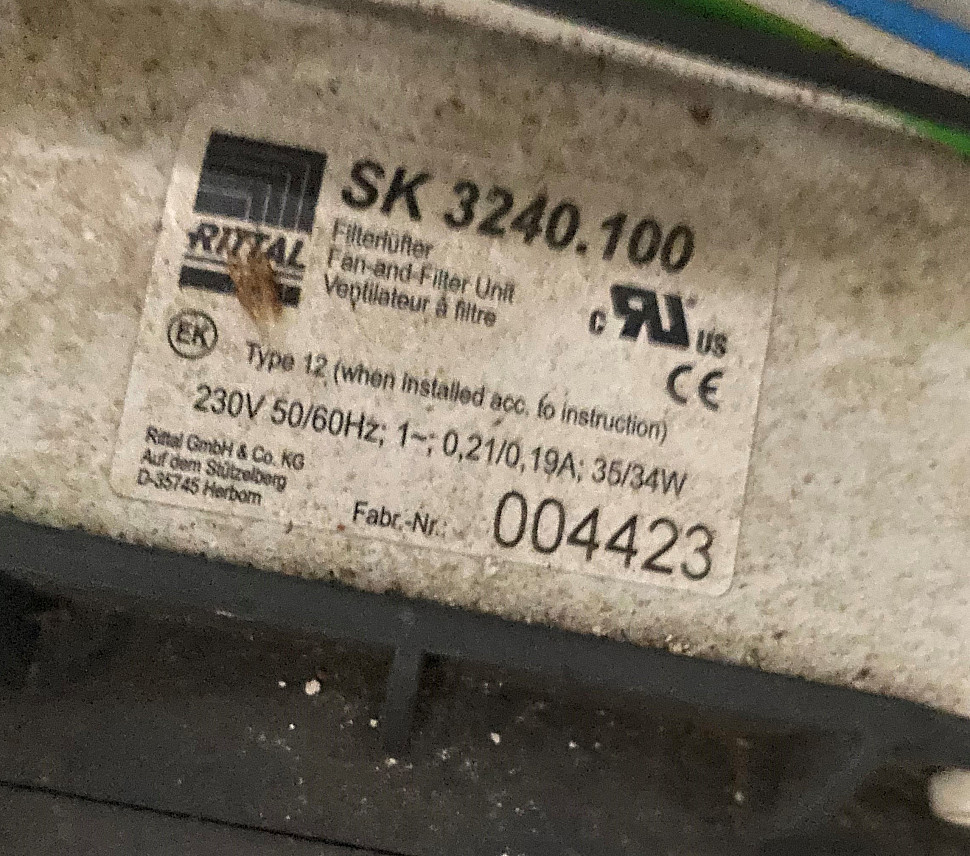 RITTAL
SK 3240.100
Filterlüfter
Fan-and-Filter Unit
Ventilateur à filtre
c RU US
CE
EK
Type 12 (when installed acc. to instruction)
230V 50/60Hz; 1~; 0,21/0,19A; 35/34W
Rittal GmbH & Co. KG
Auf dem Stützelberg
D-35745 Herborn
Fabr.-Nr.: 004423